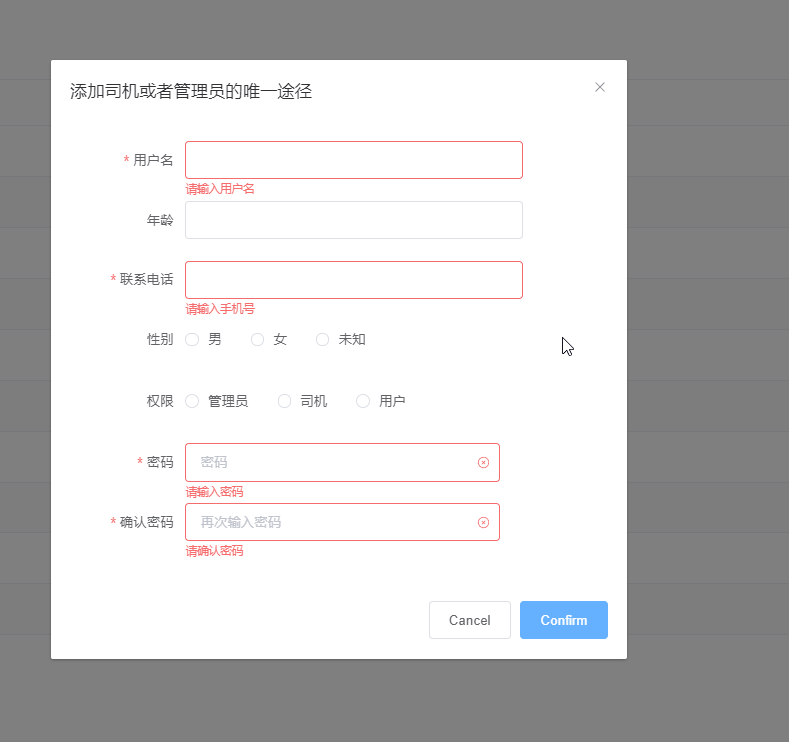 添加司机或者管理员的唯一途径
* 用户名
请输入用户名
年龄
* 联系电话
请输入手机号
性别 男 女 未知
权限 管理员 司机 用户
* 密码 密码
请输入密码
* 确认密码 再次输入密码
请确认密码
Cancel Confirm